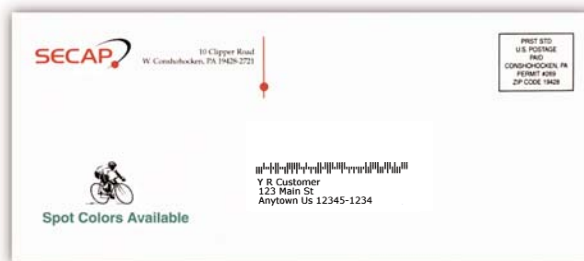 SECAP
10 Clipper Road
W. Conshohocken, PA 19428-2721
PRST STD
U.S. POSTAGE
PAID
CONSHOHOCKEN, PA
PERMIT #289
ZIP CODE 19428
Y R Customer
123 Main St
Anytown Us 12345-1234
Spot Colors Available